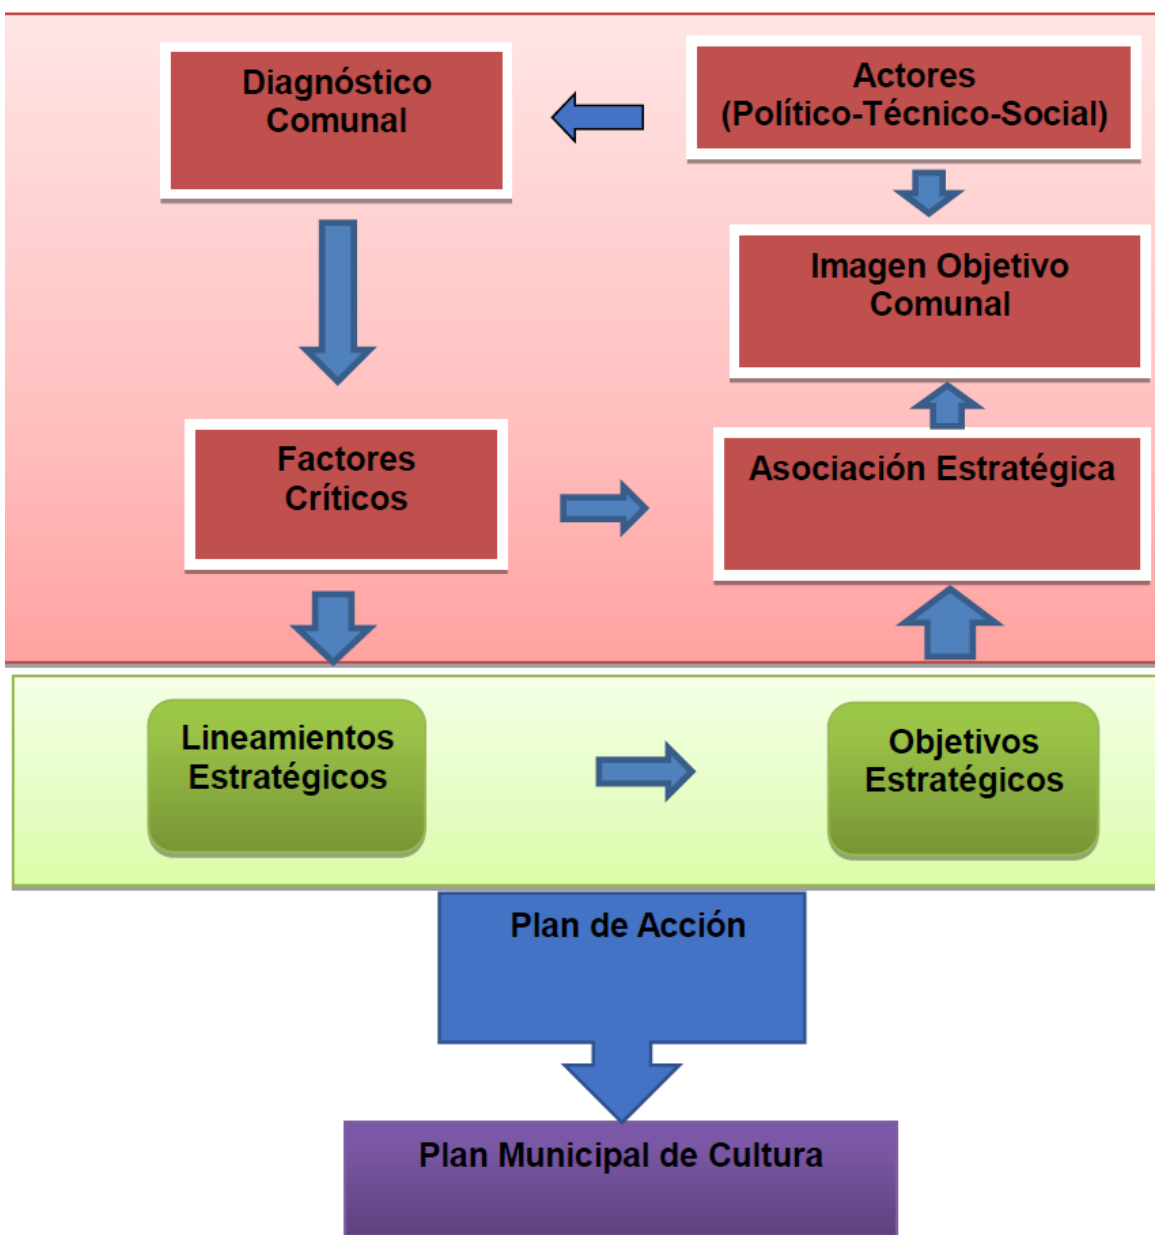 Diagnóstico
Comunal
Actores
(Político-Técnico-Social)
Imagen Objetivo
Comunal
Factores
Críticos
Asociación Estratégica
Lineamientos
Estratégicos
Objetivos
Estratégicos
Plan de Acción
Plan Municipal de Cultura